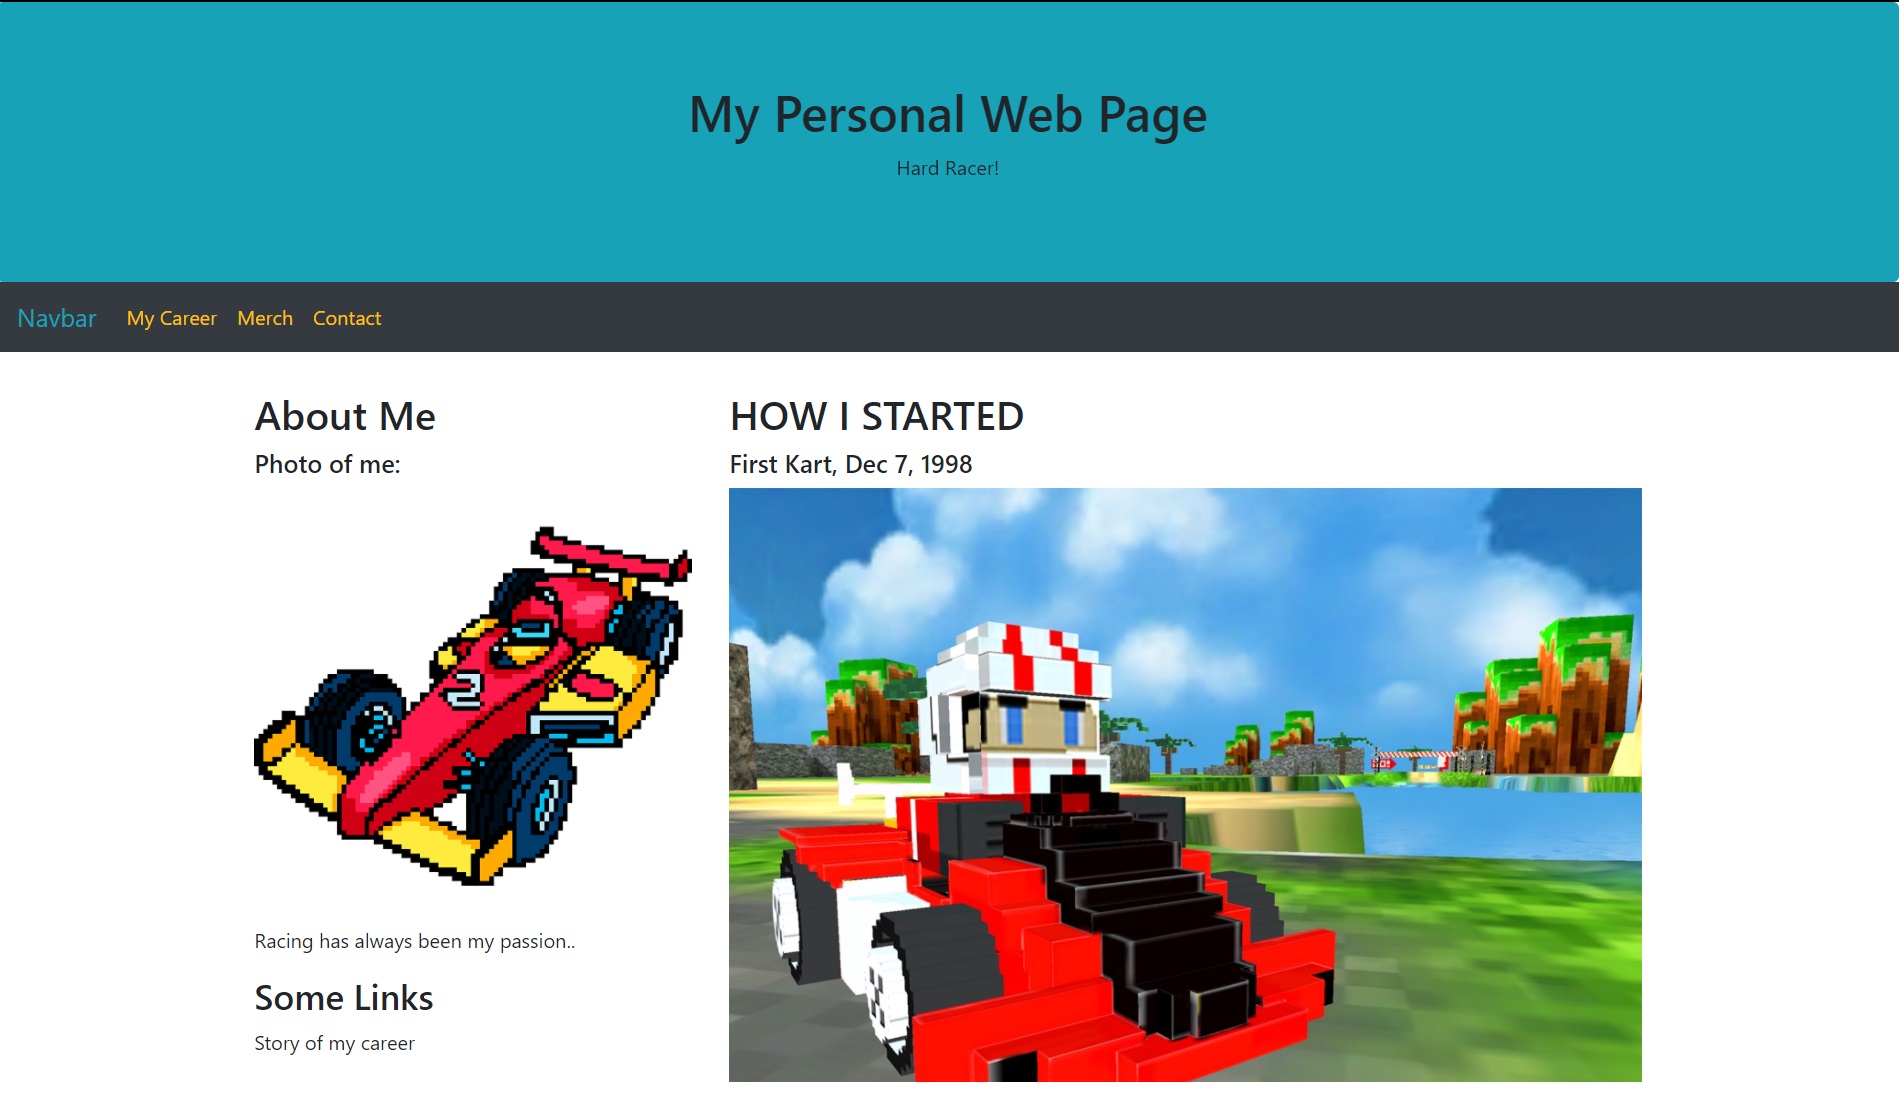 My Personal Web Page
Hard Racer!
Navbar My Career Merch Contact
About Me
Photo of me:
2
Racing has always been my passion..
Some Links
Story of my career
HOW I STARTED
First Kart, Dec 7, 1998